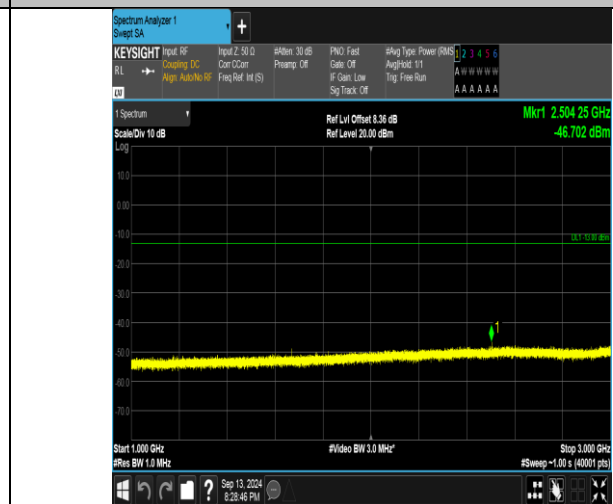 Spectrum Analyzer 1
Swept SA
+
KEYSIGHT Input: RF Input Z: 50 Ω #Atten: 30 dB PNO: Fast #Avg Type: Power (RMS 1 2 3 4 5 6
RL Coupling: DC Corr CCorr Preamp: Off Gate: Off Avg|Hold: 1/1 A W W W W W
Align: Auto/No RF Freq Ref: Int (S) IF Gain: Low Trig: Free Run
Sig Track: Off A A A A A A
LXI
1 Spectrum Ref Lvl Offset 8.36 dB Mkr1 2.504 25 GHz
Scale/Div 10 dB Ref Level 20.00 dBm -46.702 dBm
Log
10.0
0.00
-10.0
DL1 -13.00 dBm
-20.0
-30.0
-40.0
1
-50.0
-60.0
-70.0
Start 1.000 GHz #Video BW 3.0 MHz* Stop 3.000 GHz
#Res BW 1.0 MHz #Sweep ~1.00 s (40001 pts)
? Sep 13, 2024
8:28:46 PM